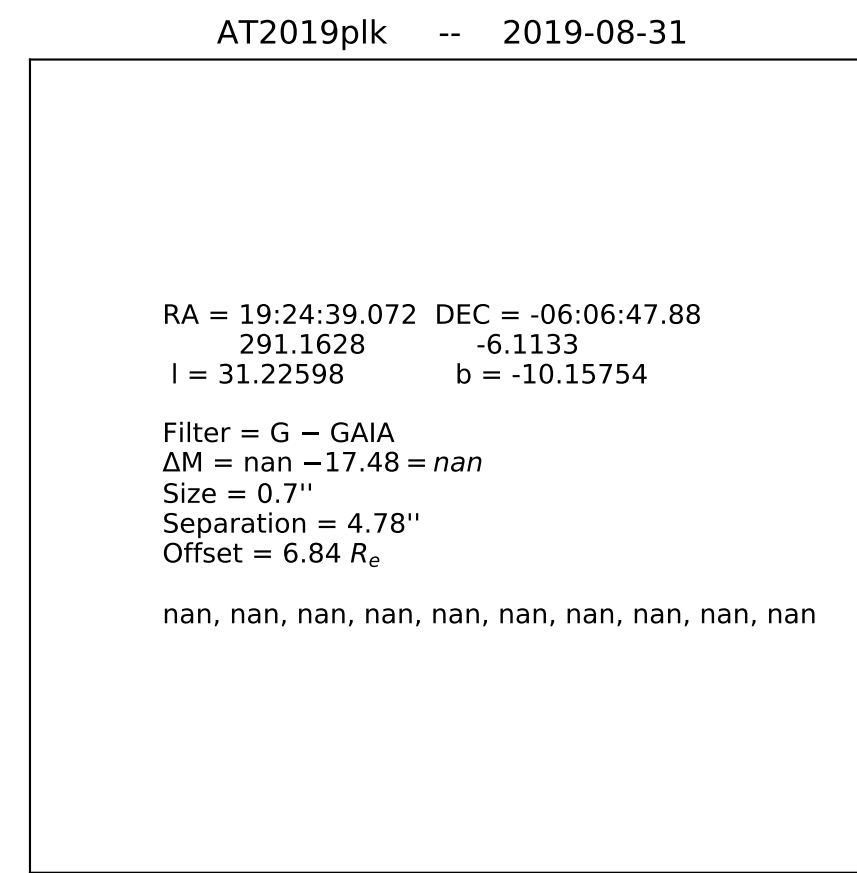 AT2019plk -- 2019-08-31
RA = 19:24:39.072 DEC = -06:06:47.88
291.1628 -6.1133
l = 31.22598 b = -10.15754
Filter = G − GAIA
ΔM = nan −17.48 = nan
Size = 0.7''
Separation = 4.78''
Offset = 6.84 Rₑ
nan, nan, nan, nan, nan, nan, nan, nan, nan, nan